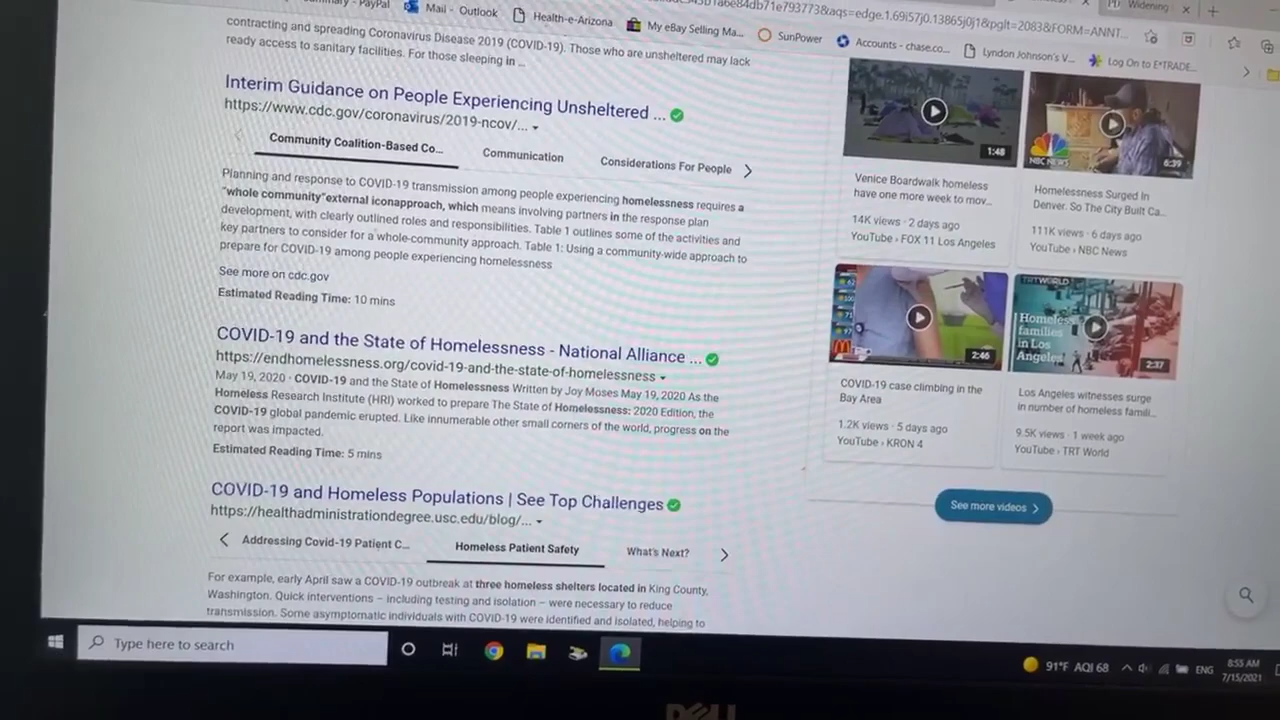 PayPal
Mail - Outlook
Health-e-Arizona
My eBay Selling Ma...
SunPower
Accounts - chase.co...
Lyndon Johnson's V...
Log On to E*TRADE...
Widening
contracting and spreading Coronavirus Disease 2019 (COVID-19). Those who are unsheltered may lack
ready access to sanitary facilities. For those sleeping in ...
Interim Guidance on People Experiencing Unsheltered ...
https://www.cdc.gov/coronavirus/2019-ncov/...
Community Coalition-Based Co...
Communication
Considerations For People
Planning and response to COVID-19 transmission among people experiencing homelessness requires a
"whole community"external iconapproach, which means involving partners in the response plan
development, with clearly outlined roles and responsibilities. Table 1 outlines some of the activities and
key partners to consider for a whole-community approach. Table 1: Using a community-wide approach to
prepare for COVID-19 among people experiencing homelessness
See more on cdc.gov
Estimated Reading Time: 10 mins
COVID-19 and the State of Homelessness - National Alliance ...
https://endhomelessness.org/covid-19-and-the-state-of-homelessness
May 19, 2020 · COVID-19 and the State of Homelessness Written by Joy Moses May 19, 2020 As the
Homeless Research Institute (HRI) worked to prepare The State of Homelessness: 2020 Edition, the
COVID-19 global pandemic erupted. Like innumerable other small corners of the world, progress on the
report was impacted.
Estimated Reading Time: 5 mins
COVID-19 and Homeless Populations | See Top Challenges
https://healthadministrationdegree.usc.edu/blog/...
Addressing Covid-19 Patient C...
Homeless Patient Safety
What's Next?
For example, early April saw a COVID-19 outbreak at three homeless shelters located in King County,
Washington. Quick interventions – including testing and isolation – were necessary to reduce
transmission. Some asymptomatic individuals with COVID-19 were identified and isolated, helping to
1:48
Venice Boardwalk homeless
have one more week to mov...
14K views · 2 days ago
YouTube › FOX 11 Los Angeles
NBC NEWS
6:39
Homelessness Surged In
Denver. So The City Built Ca...
111K views · 6 days ago
YouTube › NBC News
2:46
COVID-19 case climbing in the
Bay Area
1.2K views · 5 days ago
YouTube › KRON 4
TRTWORLD
Homeless
families
in Los
Angeles
2:37
Los Angeles witnesses surge
in number of homeless famili...
9.5K views · 1 week ago
YouTube › TRT World
See more videos
Type here to search
91°F AQI 68
ENG
8:55 AM
7/15/2021
DELL